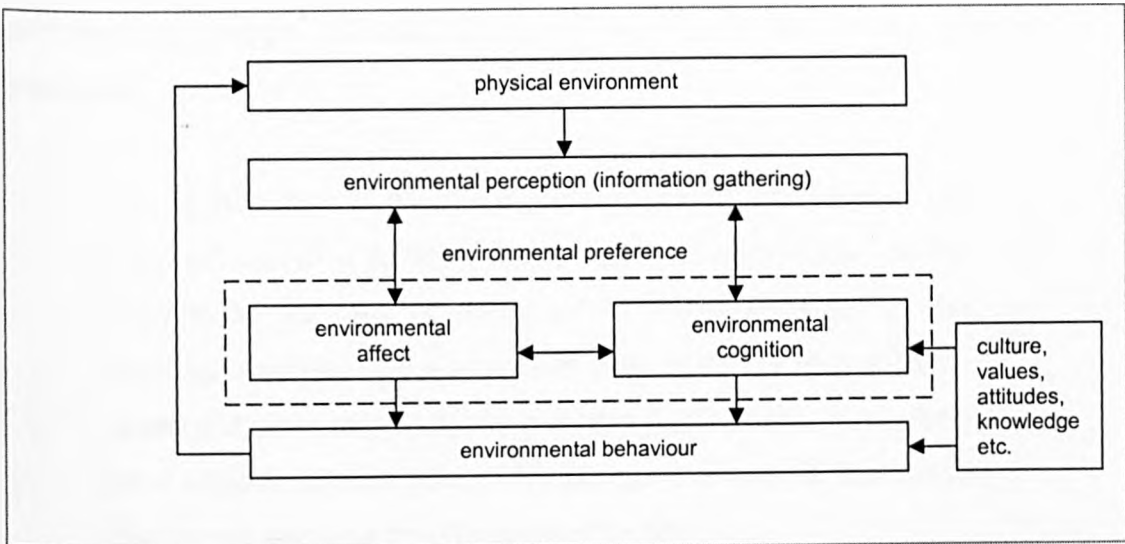 physical environment
environmental perception (information gathering)
environmental preference
environmental
affect
environmental
cognition
culture,
values,
attitudes,
knowledge
etc.
environmental behaviour